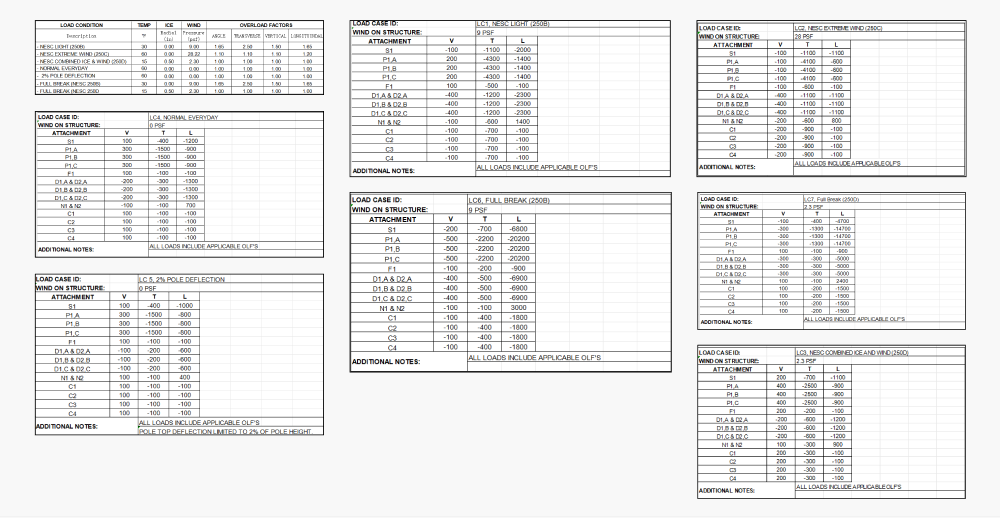 LOAD CONDITION TEMP ICE WIND OVERLOAD FACTORS
Description °F Radial (in) Pressure (psf) ANGLE TRANSVERSE VERTICAL LONGITUDINAL
- NESC LIGHT (250B) 30 0.00 9.00 1.65 2.50 1.50 1.65
- NESC EXTREME WIND (250C) 60 0.00 28.22 1.10 1.10 1.10 1.20
- NESC COMBINED ICE & WIND (250D) 15 0.50 2.30 1.00 1.00 1.00 1.00
- NORMAL EVERYDAY 60 0.00 0.00 1.00 1.00 1.00 1.00
- 2% POLE DEFLECTION 60 0.00 0.00 1.00 1.00 1.00 1.00
- FULL BREAK (NESC 250B) 30 0.00 9.00 1.65 2.50 1.50 1.65
- FULL BREAK (NESC 250D 15 0.50 2.30 1.00 1.00 1.00 1.00
LOAD CASE ID: LC4, NORMAL EVERYDAY
WIND ON STRUCTURE: 0 PSF
ATTACHMENT V T L
S1 100 -400 -1200
P1,A 300 -1500 -900
P1,B 300 -1500 -900
P1,C 300 -1500 -900
F1 100 -100 -100
D1,A & D2,A -200 -300 -1300
D1,B & D2,B -200 -300 -1300
D1,C & D2,C -200 -300 -1300
N1 & N2 -100 -100 700
C1 100 -100 -100
C2 100 -100 -100
C3 100 -100 -100
C4 100 -100 -100
ADDITIONAL NOTES: ALL LOADS INCLUDE APPLICABLE OLF'S
LOAD CASE ID: LC 5, 2% POLE DEFLECTION
WIND ON STRUCTURE: 0 PSF
ATTACHMENT V T L
S1 100 -400 -1000
P1,A 300 -1500 -800
P1,B 300 -1500 -800
P1,C 300 -1500 -800
F1 100 -100 -100
D1,A & D2,A -100 -200 -600
D1,B & D2,B -100 -200 -600
D1,C & D2,C -100 -200 -600
N1 & N2 100 -100 400
C1 100 -100 -100
C2 100 -100 -100
C3 100 -100 -100
C4 100 -100 -100
ADDITIONAL NOTES: ALL LOADS INCLUDE APPLICABLE OLF'S
POLE TOP DEFLECTION LIMITED TO 2% OF POLE HEIGHT.
LOAD CASE ID: LC1, NESC LIGHT (250B)
WIND ON STRUCTURE: 9 PSF
ATTACHMENT V T L
S1 -100 -1100 -2000
P1,A 200 -4300 -1400
P1,B 200 -4300 -1400
P1,C 200 -4300 -1400
F1 100 -500 -100
D1,A & D2,A -400 -1200 -2300
D1,B & D2,B -400 -1200 -2300
D1,C & D2,C -400 -1200 -2300
N1 & N2 -100 -600 1400
C1 -100 -700 -100
C2 -100 -700 -100
C3 -100 -700 -100
C4 -100 -700 -100
ADDITIONAL NOTES: ALL LOADS INCLUDE APPLICABLE OLF'S
LOAD CASE ID: LC6, FULL BREAK (250B)
WIND ON STRUCTURE: 9 PSF
ATTACHMENT V T L
S1 -200 -700 -6800
P1,A -500 -2200 -20200
P1,B -500 -2200 -20200
P1,C -500 -2200 -20200
F1 -100 -200 -900
D1,A & D2,A -400 -500 -6900
D1,B & D2,B -400 -500 -6900
D1,C & D2,C -400 -500 -6900
N1 & N2 -100 -100 3000
C1 -100 -400 -1800
C2 -100 -400 -1800
C3 -100 -400 -1800
C4 -100 -400 -1800
ADDITIONAL NOTES: ALL LOADS INCLUDE APPLICABLE OLF'S
LOAD CASE ID: LC2, NESC EXTREME WIND (250C)
WIND ON STRUCTURE: 28 PSF
ATTACHMENT V T L
S1 -100 -1100 -1100
P1,A -100 -4100 -600
P1,B -100 -4100 -600
P1,C -100 -4100 -600
F1 -100 -600 -100
D1,A & D2,A -400 -1100 -1100
D1,B & D2,B -400 -1100 -1100
D1,C & D2,C -400 -1100 -1100
N1 & N2 -200 -600 800
C1 -200 -900 -100
C2 -200 -900 -100
C3 -200 -900 -100
C4 -200 -900 -100
ADDITIONAL NOTES: ALL LOADS INCLUDE APPLICABLE OLF'S
LOAD CASE ID: LC7, Full Break (250D)
WIND ON STRUCTURE: 2.3 PSF
ATTACHMENT V T L
S1 -100 -400 -4700
P1,A -300 -1300 -14700
P1,B -300 -1300 -14700
P1,C -300 -1300 -14700
F1 100 -100 -900
D1,A & D2,A -300 -300 -5000
D1,B & D2,B -300 -300 -5000
D1,C & D2,C -300 -300 -5000
N1 & N2 100 -100 2400
C1 100 -200 -1500
C2 100 -200 -1500
C3 100 -200 -1500
C4 100 -200 -1500
ADDITIONAL NOTES: ALL LOADS INCLUDE APPLICABLE OLF'S
LOAD CASE ID: LC3, NESC COMBINED ICE AND WIND (250D)
WIND ON STRUCTURE: 2.3 PSF
ATTACHMENT V T L
S1 200 -700 -1100
P1,A 400 -2500 -900
P1,B 400 -2500 -900
P1,C 400 -2500 -900
F1 200 -200 -100
D1,A & D2,A -200 -600 -1200
D1,B & D2,B -200 -600 -1200
D1,C & D2,C -200 -600 -1200
N1 & N2 100 -300 900
C1 200 -300 -100
C2 200 -300 -100
C3 200 -300 -100
C4 200 -300 -100
ADDITIONAL NOTES: ALL LOADS INCLUDE APPLICABLE OLF'S